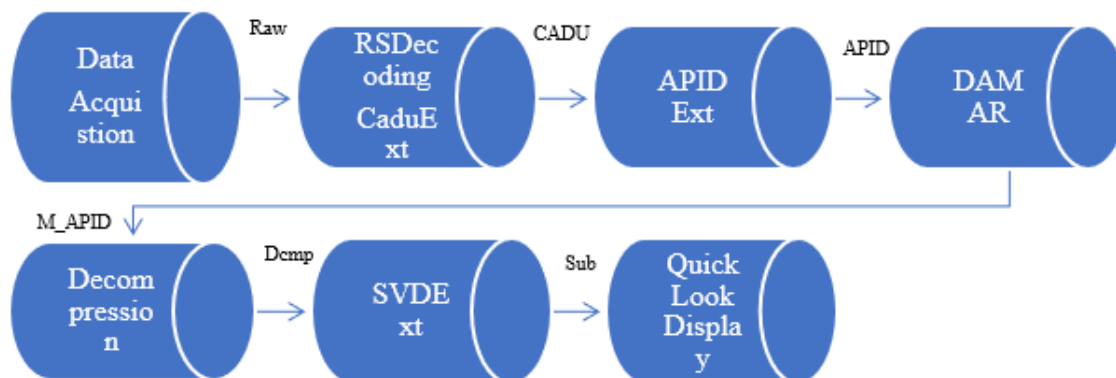 Raw
CADU
APID
Data
Acqui
stion
RSDec
oding
CaduE
xt
APID
Ext
DAM
AR
M_APID
Dcmp
Sub
Decom
pressio
n
SVDE
xt
Quick
Look
Displa
y